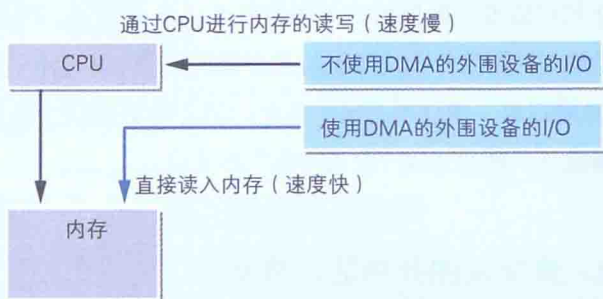 通过CPU进行内存的读写（速度慢）
CPU
不使用DMA的外围设备的I/O
使用DMA的外围设备的I/O
直接读入内存（速度快）
内存